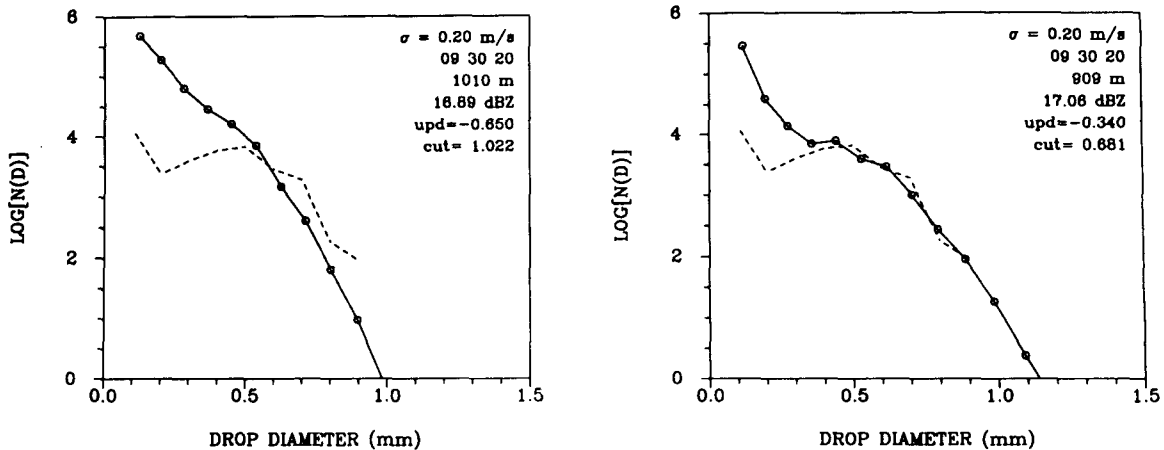 6
4
2
0
0.0
0.5
1.0
1.5
LOG[N(D)]
DROP DIAMETER (mm)
σ = 0.20 m/s
09 30 20
1010 m
16.89 dBZ
upd=-0.650
cut= 1.022
6
4
2
0
0.0
0.5
1.0
1.5
LOG[N(D)]
DROP DIAMETER (mm)
σ = 0.20 m/s
09 30 20
909 m
17.06 dBZ
upd=-0.340
cut= 0.681